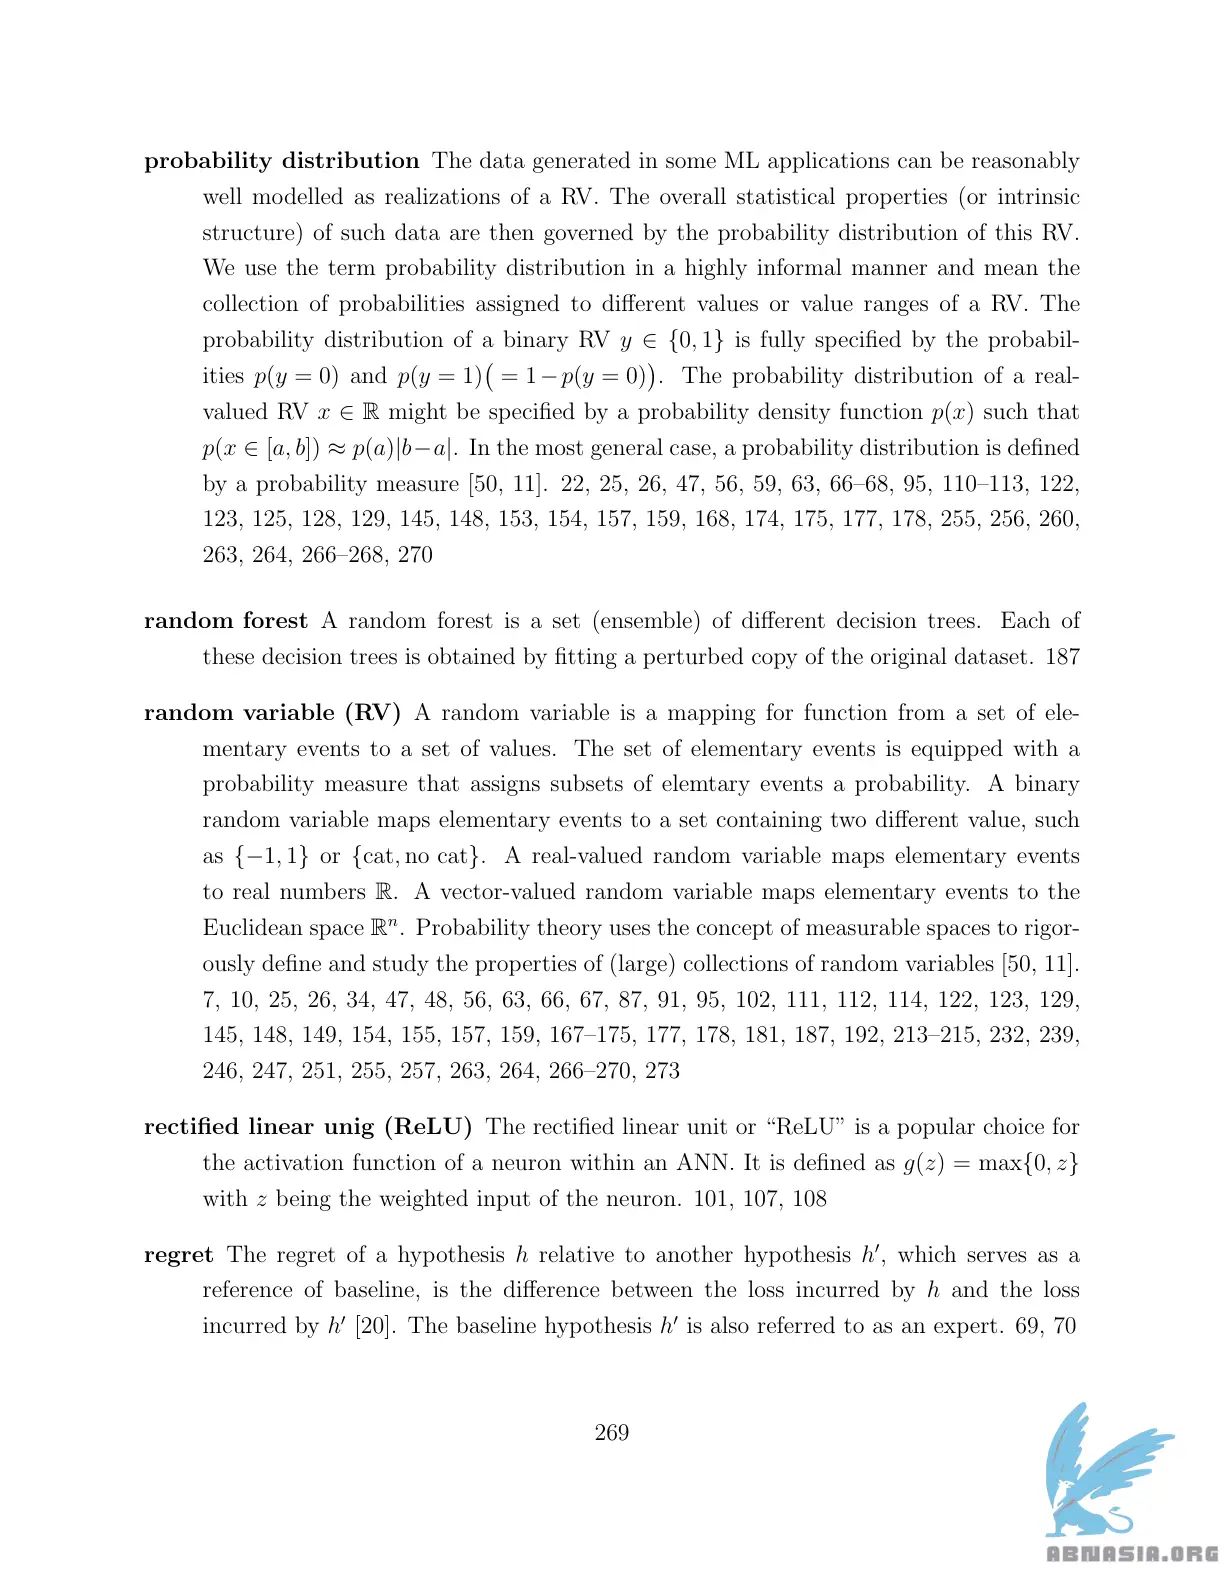 probability distribution The data generated in some ML applications can be reasonably
well modelled as realizations of a RV. The overall statistical properties (or intrinsic
structure) of such data are then governed by the probability distribution of this RV.
We use the term probability distribution in a highly informal manner and mean the
collection of probabilities assigned to different values or value ranges of a RV. The
probability distribution of a binary RV y ∈ {0, 1} is fully specified by the probabil-
ities p(y = 0) and p(y = 1)( = 1 − p(y = 0)). The probability distribution of a real-
valued RV x ∈ ℝ might be specified by a probability density function p(x) such that
p(x ∈ [a, b]) ≈ p(a)|b−a|. In the most general case, a probability distribution is defined
by a probability measure [50, 11]. 22, 25, 26, 47, 56, 59, 63, 66–68, 95, 110–113, 122,
123, 125, 128, 129, 145, 148, 153, 154, 157, 159, 168, 174, 175, 177, 178, 255, 256, 260,
263, 264, 266–268, 270
random forest A random forest is a set (ensemble) of different decision trees. Each of
these decision trees is obtained by fitting a perturbed copy of the original dataset. 187
random variable (RV) A random variable is a mapping for function from a set of ele-
mentary events to a set of values. The set of elementary events is equipped with a
probability measure that assigns subsets of elemtary events a probability. A binary
random variable maps elementary events to a set containing two different value, such
as {−1, 1} or {cat, no cat}. A real-valued random variable maps elementary events
to real numbers ℝ. A vector-valued random variable maps elementary events to the
Euclidean space ℝⁿ. Probability theory uses the concept of measurable spaces to rigor-
ously define and study the properties of (large) collections of random variables [50, 11].
7, 10, 25, 26, 34, 47, 48, 56, 63, 66, 67, 87, 91, 95, 102, 111, 112, 114, 122, 123, 129,
145, 148, 149, 154, 155, 157, 159, 167–175, 177, 178, 181, 187, 192, 213–215, 232, 239,
246, 247, 251, 255, 257, 263, 264, 266–270, 273
rectified linear unig (ReLU) The rectified linear unit or “ReLU” is a popular choice for
the activation function of a neuron within an ANN. It is defined as g(z) = max{0, z}
with z being the weighted input of the neuron. 101, 107, 108
regret The regret of a hypothesis h relative to another hypothesis h′, which serves as a
reference of baseline, is the difference between the loss incurred by h and the loss
incurred by h′ [20]. The baseline hypothesis h′ is also referred to as an expert. 69, 70
269
ABNASIA.ORG